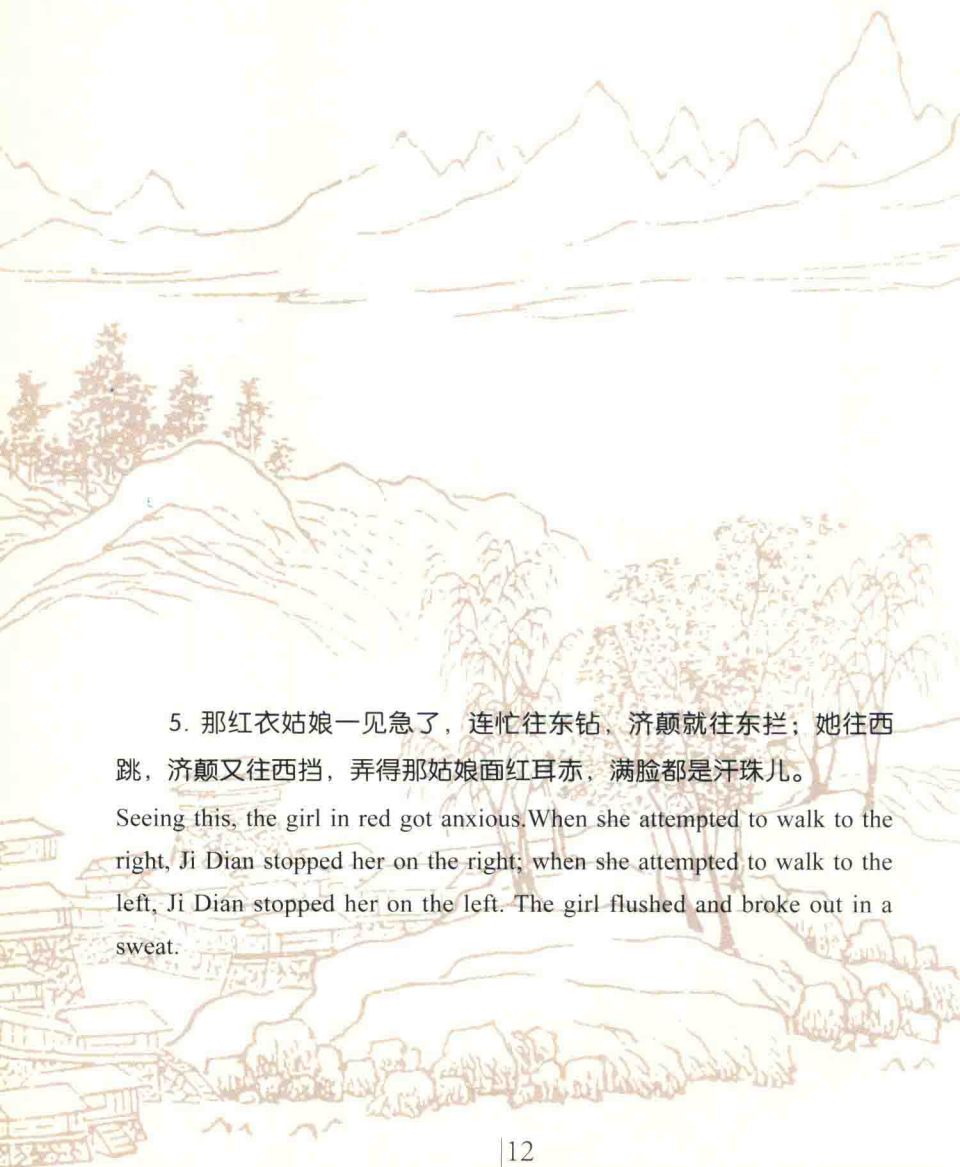 5. 那红衣姑娘一见急了，连忙往东钻，济颠就往东拦；她往西
跳，济颠又往西挡，弄得那姑娘面红耳赤，满脸都是汗珠儿。
Seeing this, the girl in red got anxious.When she attempted to walk to the
right, Ji Dian stopped her on the right; when she attempted to walk to the
left, Ji Dian stopped her on the left. The girl flushed and broke out in a
sweat.
|12